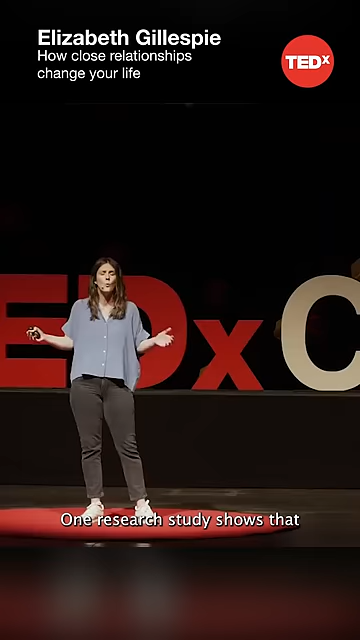 Elizabeth Gillespie
How close relationships
change your life
TEDx
EDx C
One research study shows that